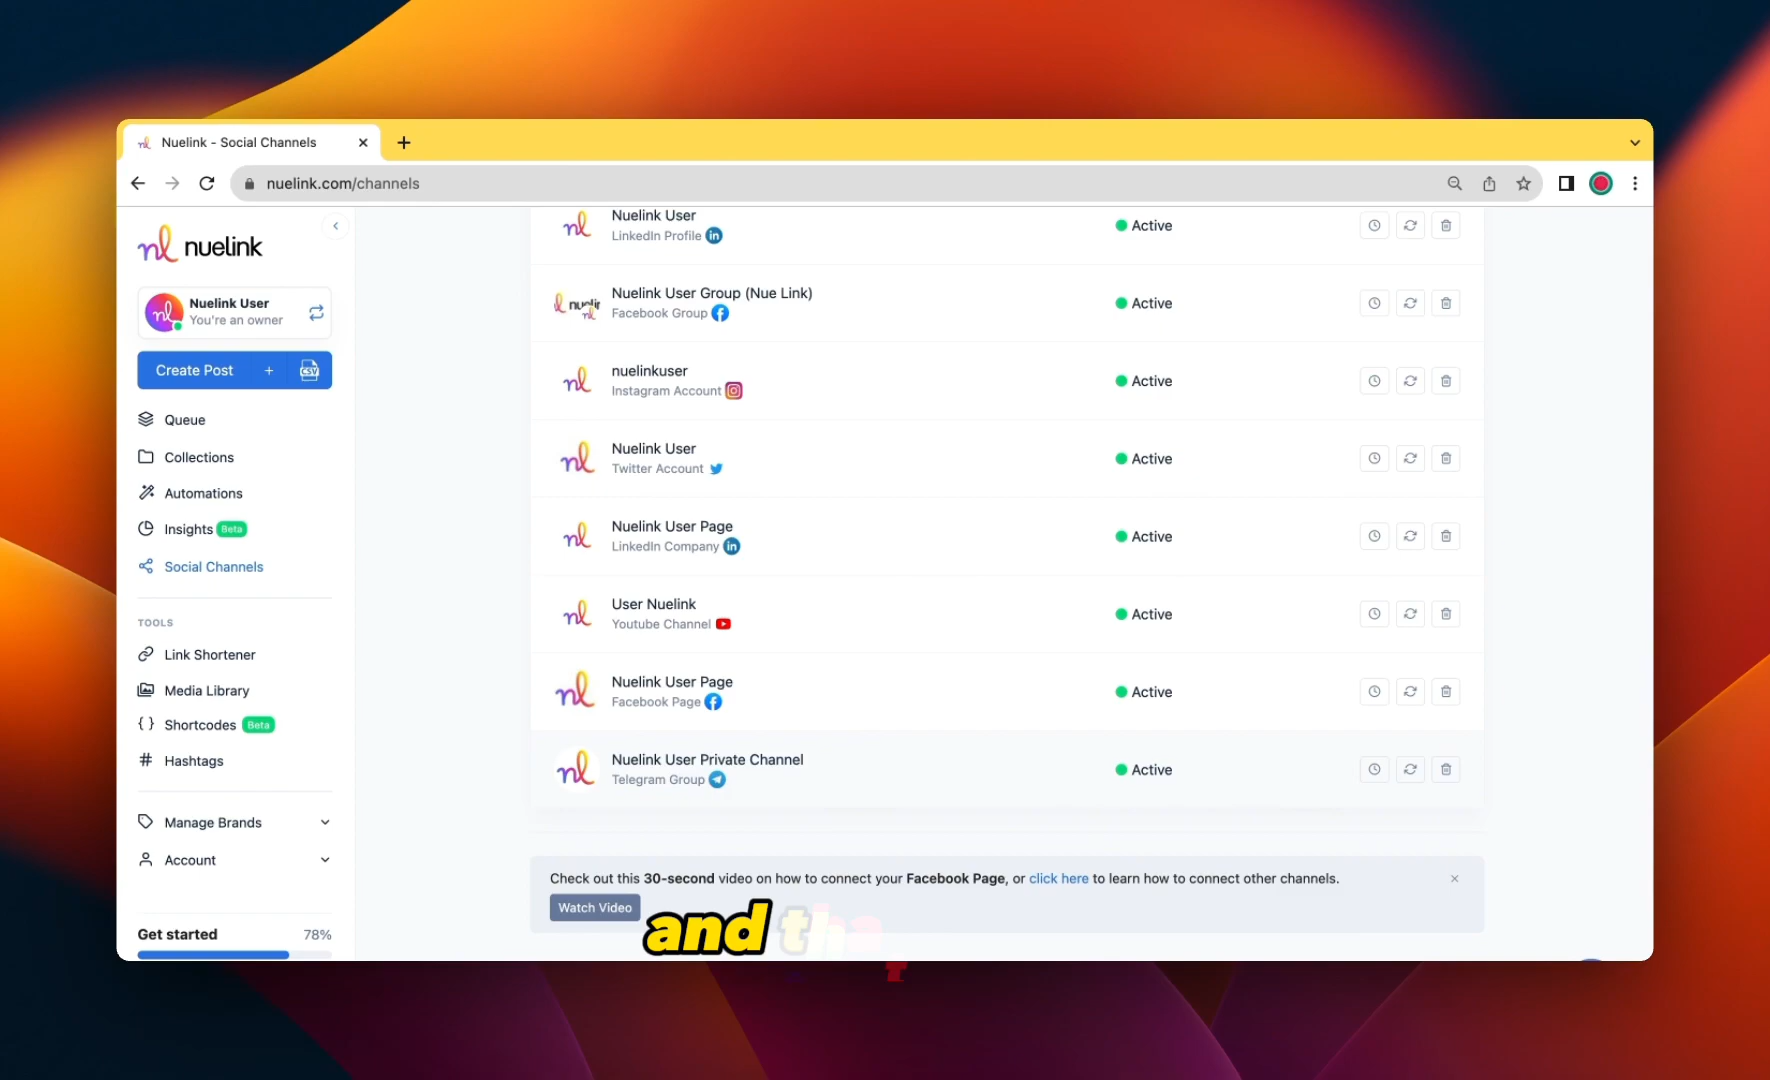 Nuelink - Social Channels
nuelink.com/channels
nuelink
Nuelink User
You're an owner
Create Post +
CSV
Queue
Collections
Automations
Insights Beta
Social Channels
TOOLS
Link Shortener
Media Library
Shortcodes Beta
Hashtags
Manage Brands
Account
Get started 78%
Nuelink User
LinkedIn Profile
Active
Nuelink User Group (Nue Link)
Facebook Group
Active
nuelinkuser
Instagram Account
Active
Nuelink User
Twitter Account
Active
Nuelink User Page
LinkedIn Company
Active
User Nuelink
Youtube Channel
Active
Nuelink User Page
Facebook Page
Active
Nuelink User Private Channel
Telegram Group
Active
Check out this 30-second video on how to connect your Facebook Page, or click here to learn how to connect other channels.
Watch Video
and